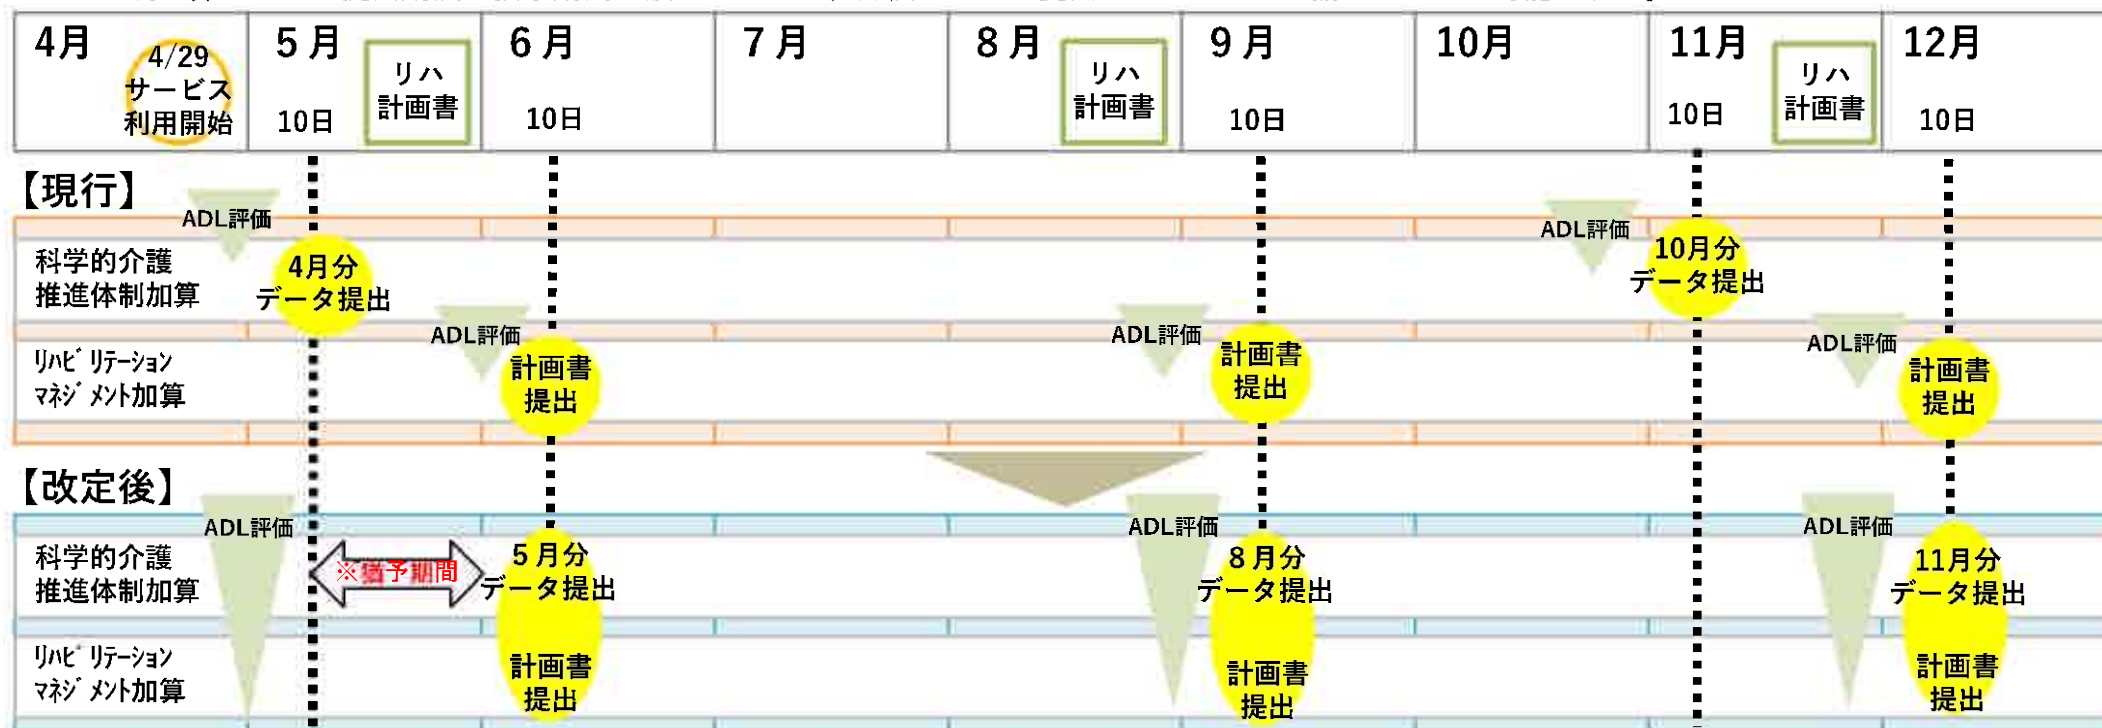 4月
4/29
サービス
利用開始
5月
10日
リハ
計画書
6月
10日
7月
8月
リハ
計画書
9月
10日
10月
11月
10日
リハ
計画書
12月
10日
【現行】
ADL評価
ADL評価
科学的介護
推進体制加算
4月分
データ提出
10月分
データ提出
ADL評価
ADL評価
ADL評価
リハビリテーション
マネジメント加算
計画書
提出
計画書
提出
計画書
提出
【改定後】
ADL評価
ADL評価
ADL評価
科学的介護
推進体制加算
※猶予期間
5月分
データ提出
8月分
データ提出
11月分
データ提出
リハビリテーション
マネジメント加算
計画書
提出
計画書
提出
計画書
提出